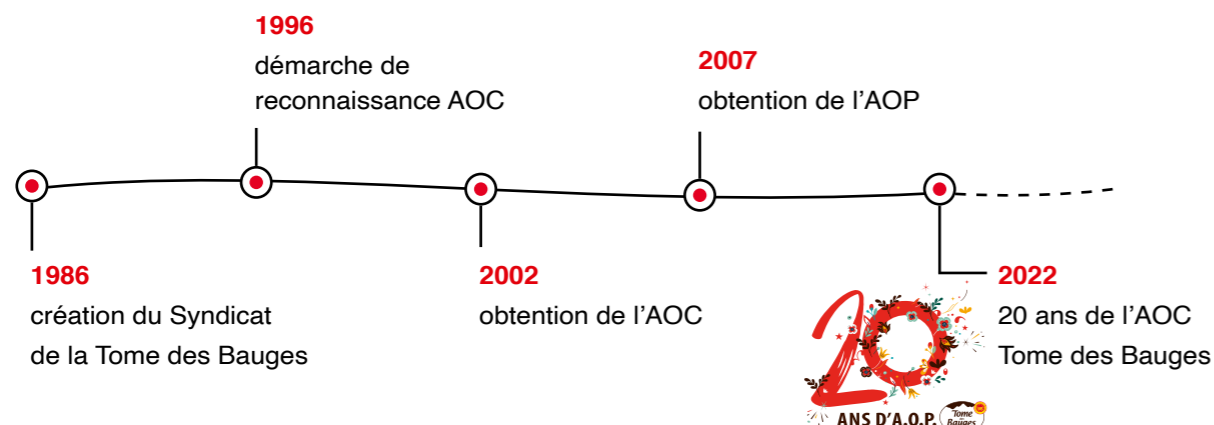 1996
démarche de
reconnaissance AOC
2007
obtention de l’AOP
1986
création du Syndicat
de la Tome des Bauges
2002
obtention de l’AOC
2022
20 ans de l’AOC
Tome des Bauges
20
ANS D’A.O.P.
Tome
des
Bauges